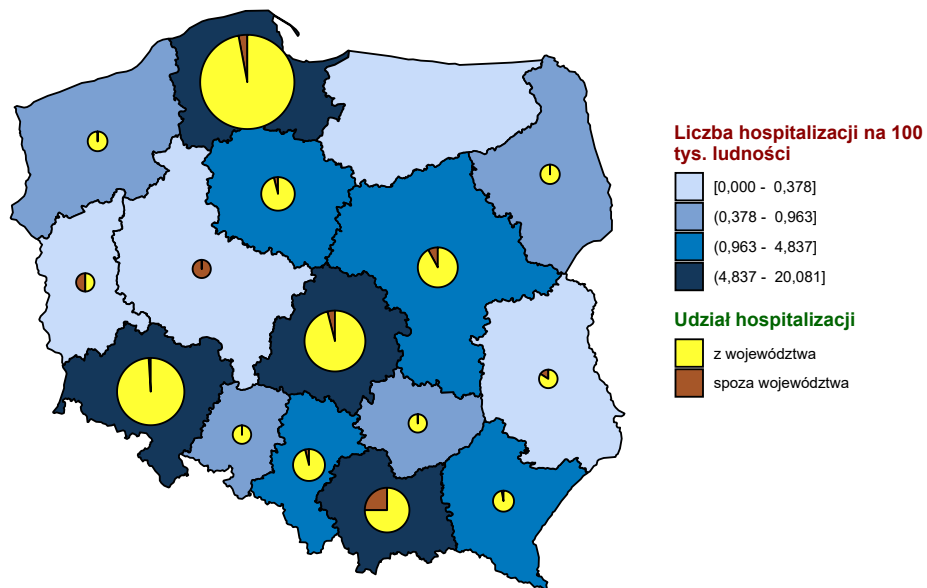 Liczba hospitalizacji na 100
tys. ludności
[0,000 - 0,378]
(0,378 - 0,963]
(0,963 - 4,837]
(4,837 - 20,081]
Udział hospitalizacji
z województwa
spoza województwa